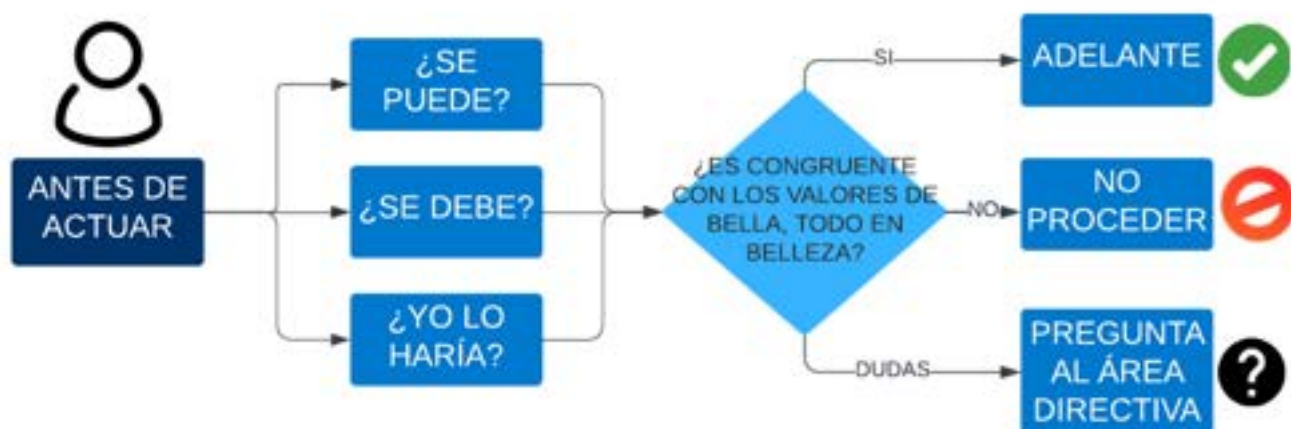 ANTES DE
ACTUAR
¿SE
PUEDE?
¿SE DEBE?
¿YO LO
HARÍA?
¿ES CONGRUENTE
CON LOS VALORES DE
BELLA, TODO EN
BELLEZA?
SI
ADELANTE
NO
NO
PROCEDER
DUDAS
PREGUNTA
AL ÁREA
DIRECTIVA
?